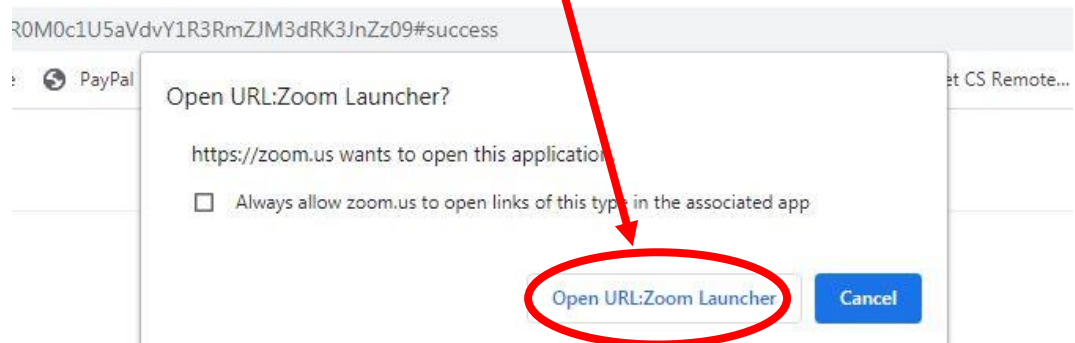 R0M0c1U5aVdvY1R3RmZJM3dRK3JnZz09#success
PayPal
et CS Remote...
Open URL:Zoom Launcher?
https://zoom.us wants to open this application.
Always allow zoom.us to open links of this type in the associated app
Open URL:Zoom Launcher
Cancel